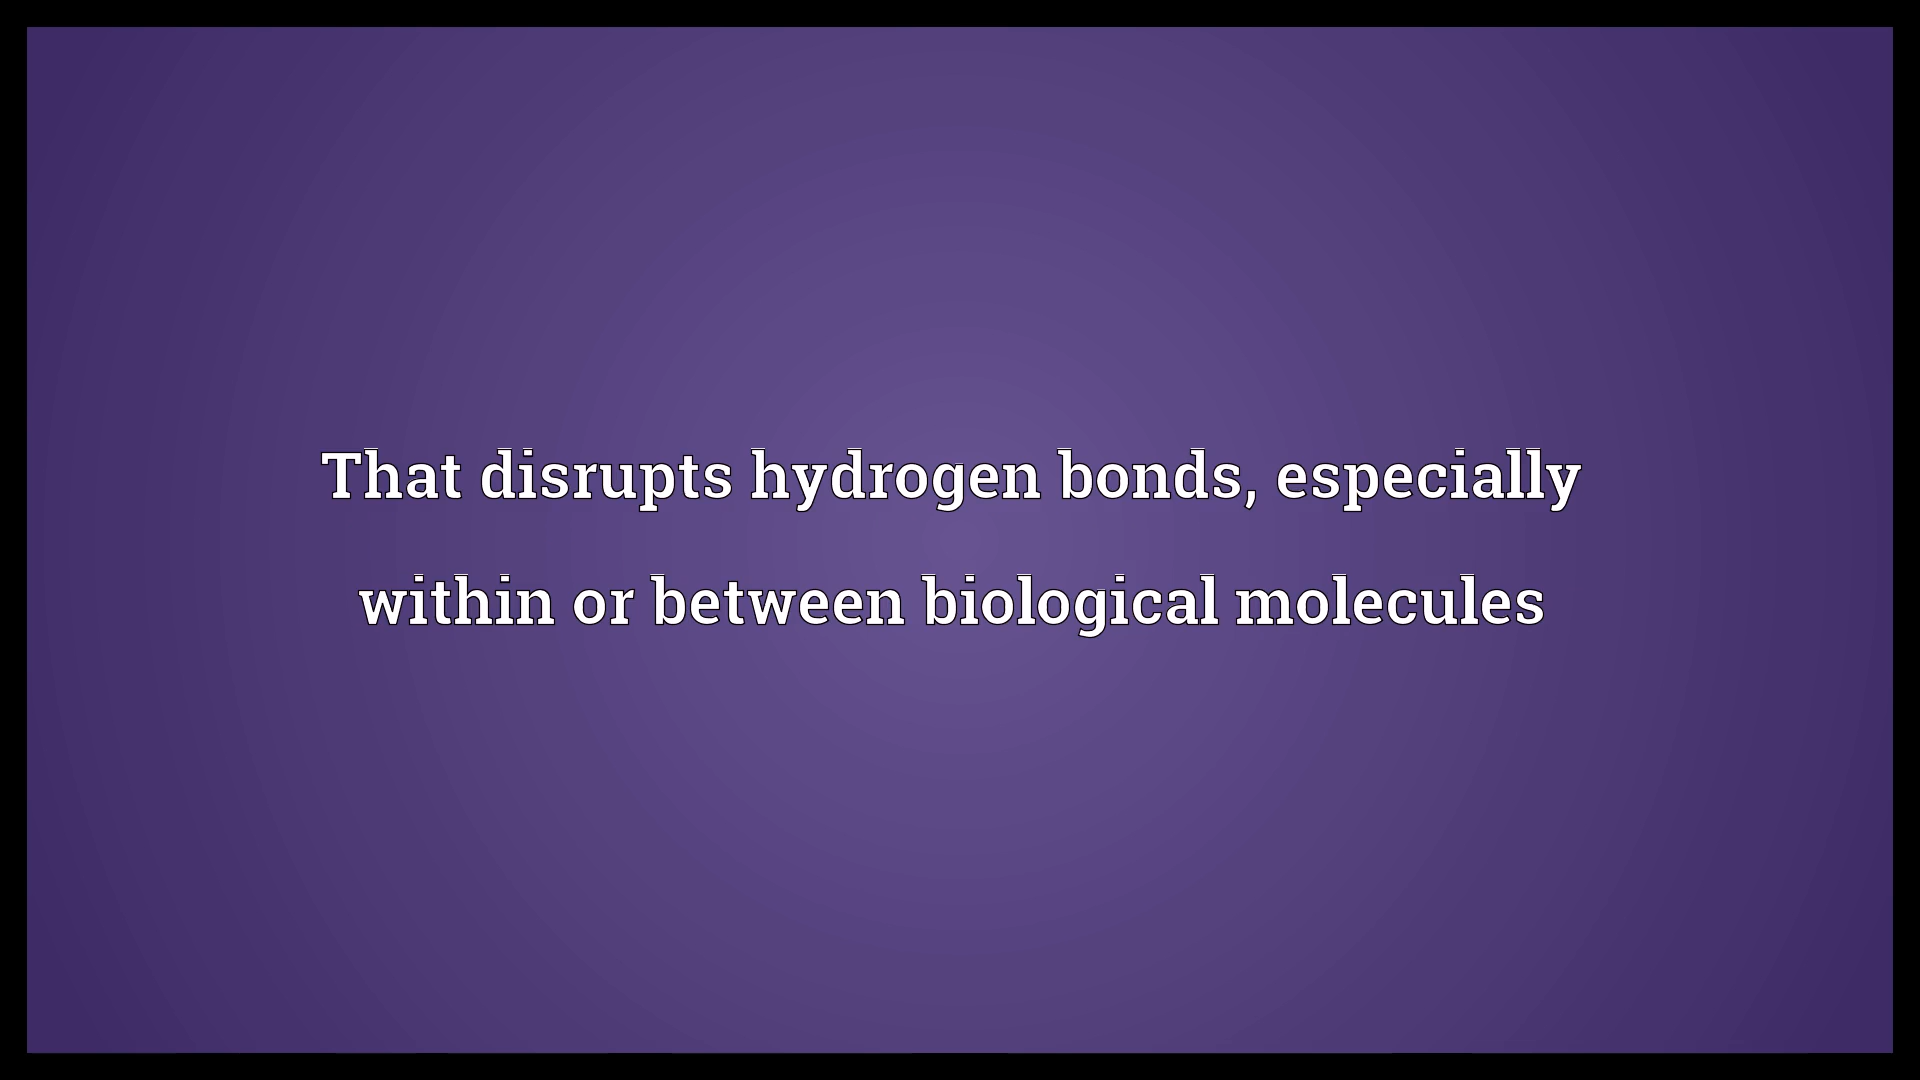 That disrupts hydrogen bonds, especially
within or between biological molecules